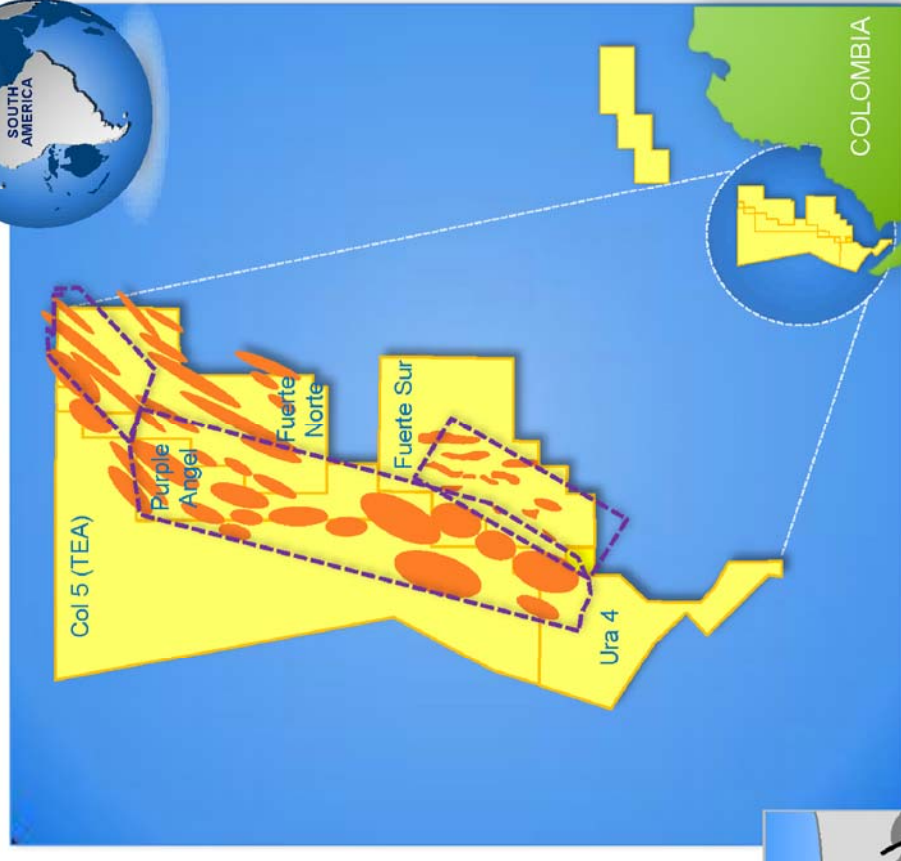 SOUTH
AMERICA
Col 5 (TEA)
Purple
Angel
Fuerte
Norte
Fuerte Sur
Ura 4
COLOMBIA